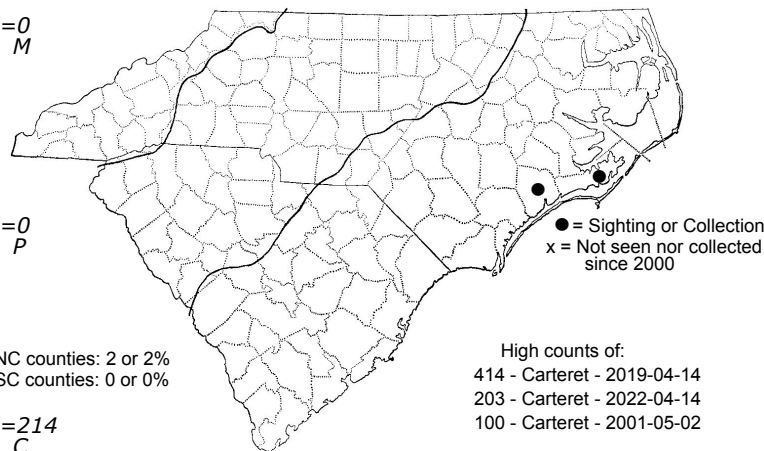 =0
M
=0
P
● = Sighting or Collection
x = Not seen nor collected
since 2000
NC counties: 2 or 2%
SC counties: 0 or 0%
High counts of:
414 - Carteret - 2019-04-14
203 - Carteret - 2022-04-14
100 - Carteret - 2001-05-02
=214
C